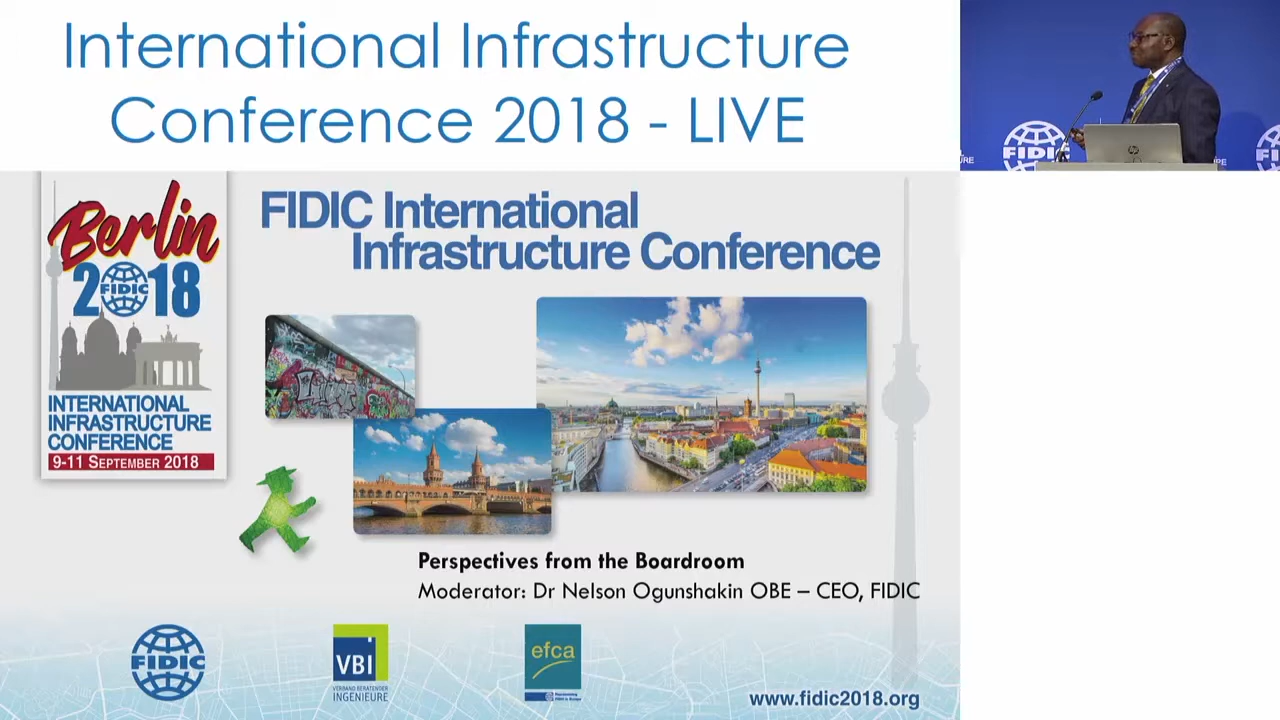 International Infrastructure
Conference 2018 - LIVE
FIDIC
Berlin
2018
FIDIC
INTERNATIONAL
INFRASTRUCTURE
CONFERENCE
9-11 SEPTEMBER 2018
FIDIC International
Infrastructure Conference
Perspectives from the Boardroom
Moderator: Dr Nelson Ogunshakin OBE – CEO, FIDIC
FIDIC
VBI
VERBAND BERATENDER
INGENIEURE
efca
www.fidic2018.org